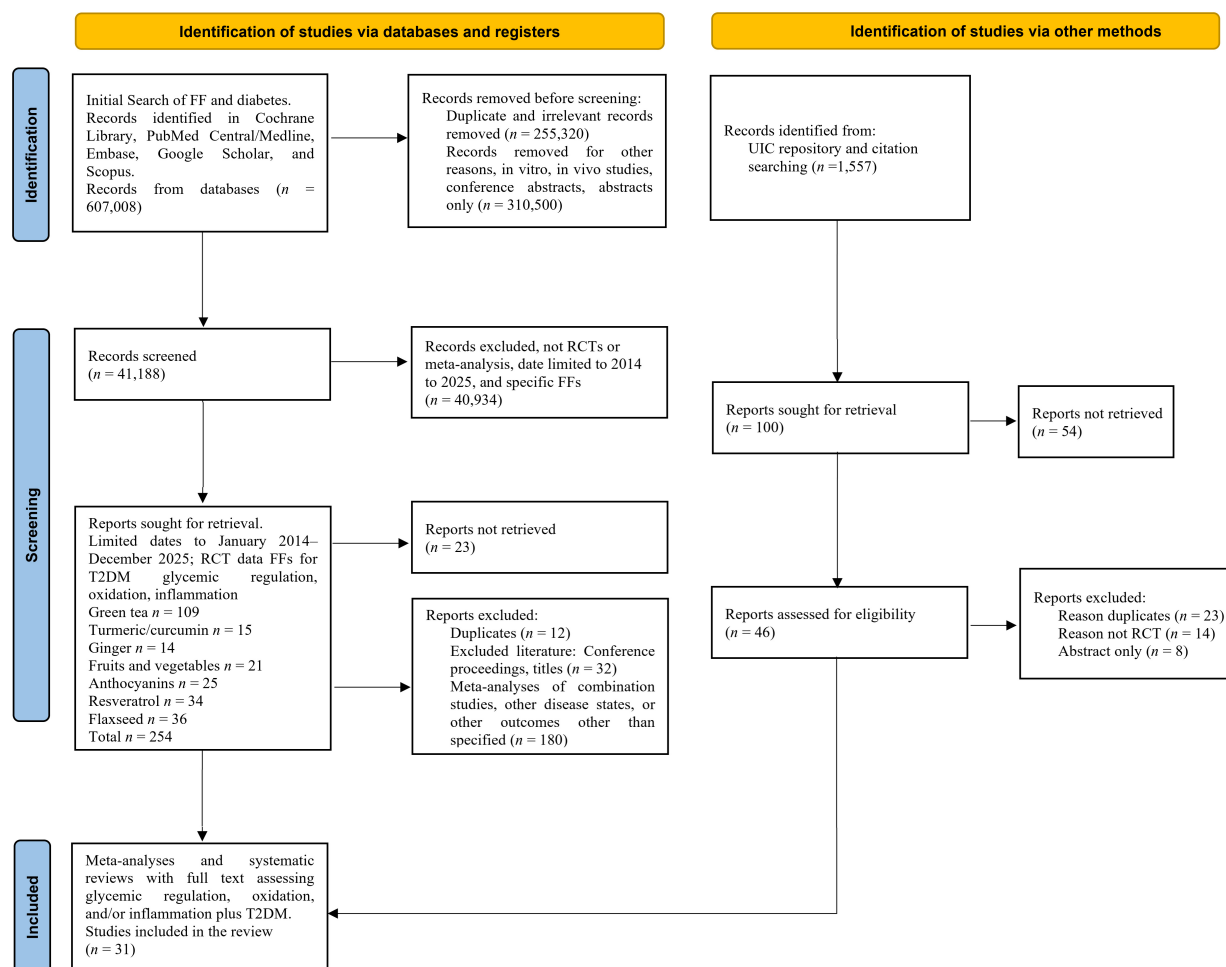 Identification of studies via databases and registers
Identification of studies via other methods
Identification
Initial Search of FF and diabetes.
Records identified in Cochrane
Library, PubMed Central/Medline,
Embase, Google Scholar, and
Scopus.
Records from databases (n =
607,008)
Records removed before screening:
Duplicate and irrelevant records
removed (n = 255,320)
Records removed for other
reasons, in vitro, in vivo studies,
conference abstracts, abstracts
only (n = 310,500)
Records identified from:
UIC repository and citation
searching (n =1,557)
Screening
Records screened
(n = 41,188)
Records excluded, not RCTs or
meta-analysis, date limited to 2014
to 2025, and specific FFs
(n = 40,934)
Reports sought for retrieval
(n = 100)
Reports not retrieved
(n = 54)
Reports sought for retrieval.
Limited dates to January 2014–
December 2025; RCT data FFs for
T2DM glycemic regulation,
oxidation, inflammation
Green tea n = 109
Turmeric/curcumin n = 15
Ginger n = 14
Fruits and vegetables n = 21
Anthocyanins n = 25
Resveratrol n = 34
Flaxseed n = 36
Total n = 254
Reports not retrieved
(n = 23)
Reports excluded:
Duplicates (n = 12)
Excluded literature: Conference
proceedings, titles (n = 32)
Meta-analyses of combination
studies, other disease states, or
other outcomes other than
specified (n = 180)
Reports assessed for eligibility
(n = 46)
Reports excluded:
Reason duplicates (n = 23)
Reason not RCT (n = 14)
Abstract only (n = 8)
Included
Meta-analyses and systematic
reviews with full text assessing
glycemic regulation, oxidation,
and/or inflammation plus T2DM.
Studies included in the review
(n = 31)